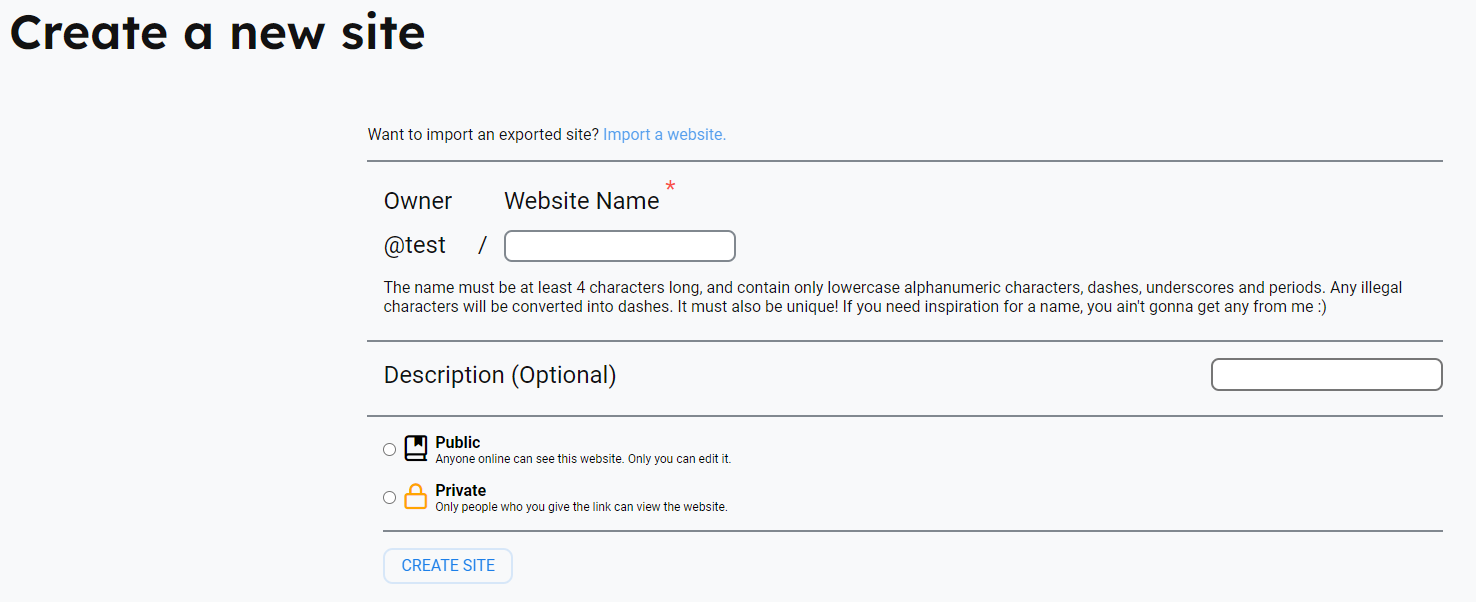 Create a new site
Want to import an exported site? Import a website.
Owner Website Name *
@test /
The name must be at least 4 characters long, and contain only lowercase alphanumeric characters, dashes, underscores and periods. Any illegal
characters will be converted into dashes. It must also be unique! If you need inspiration for a name, you ain't gonna get any from me :)
Description (Optional)
Public
Anyone online can see this website. Only you can edit it.
Private
Only people who you give the link can view the website.
CREATE SITE